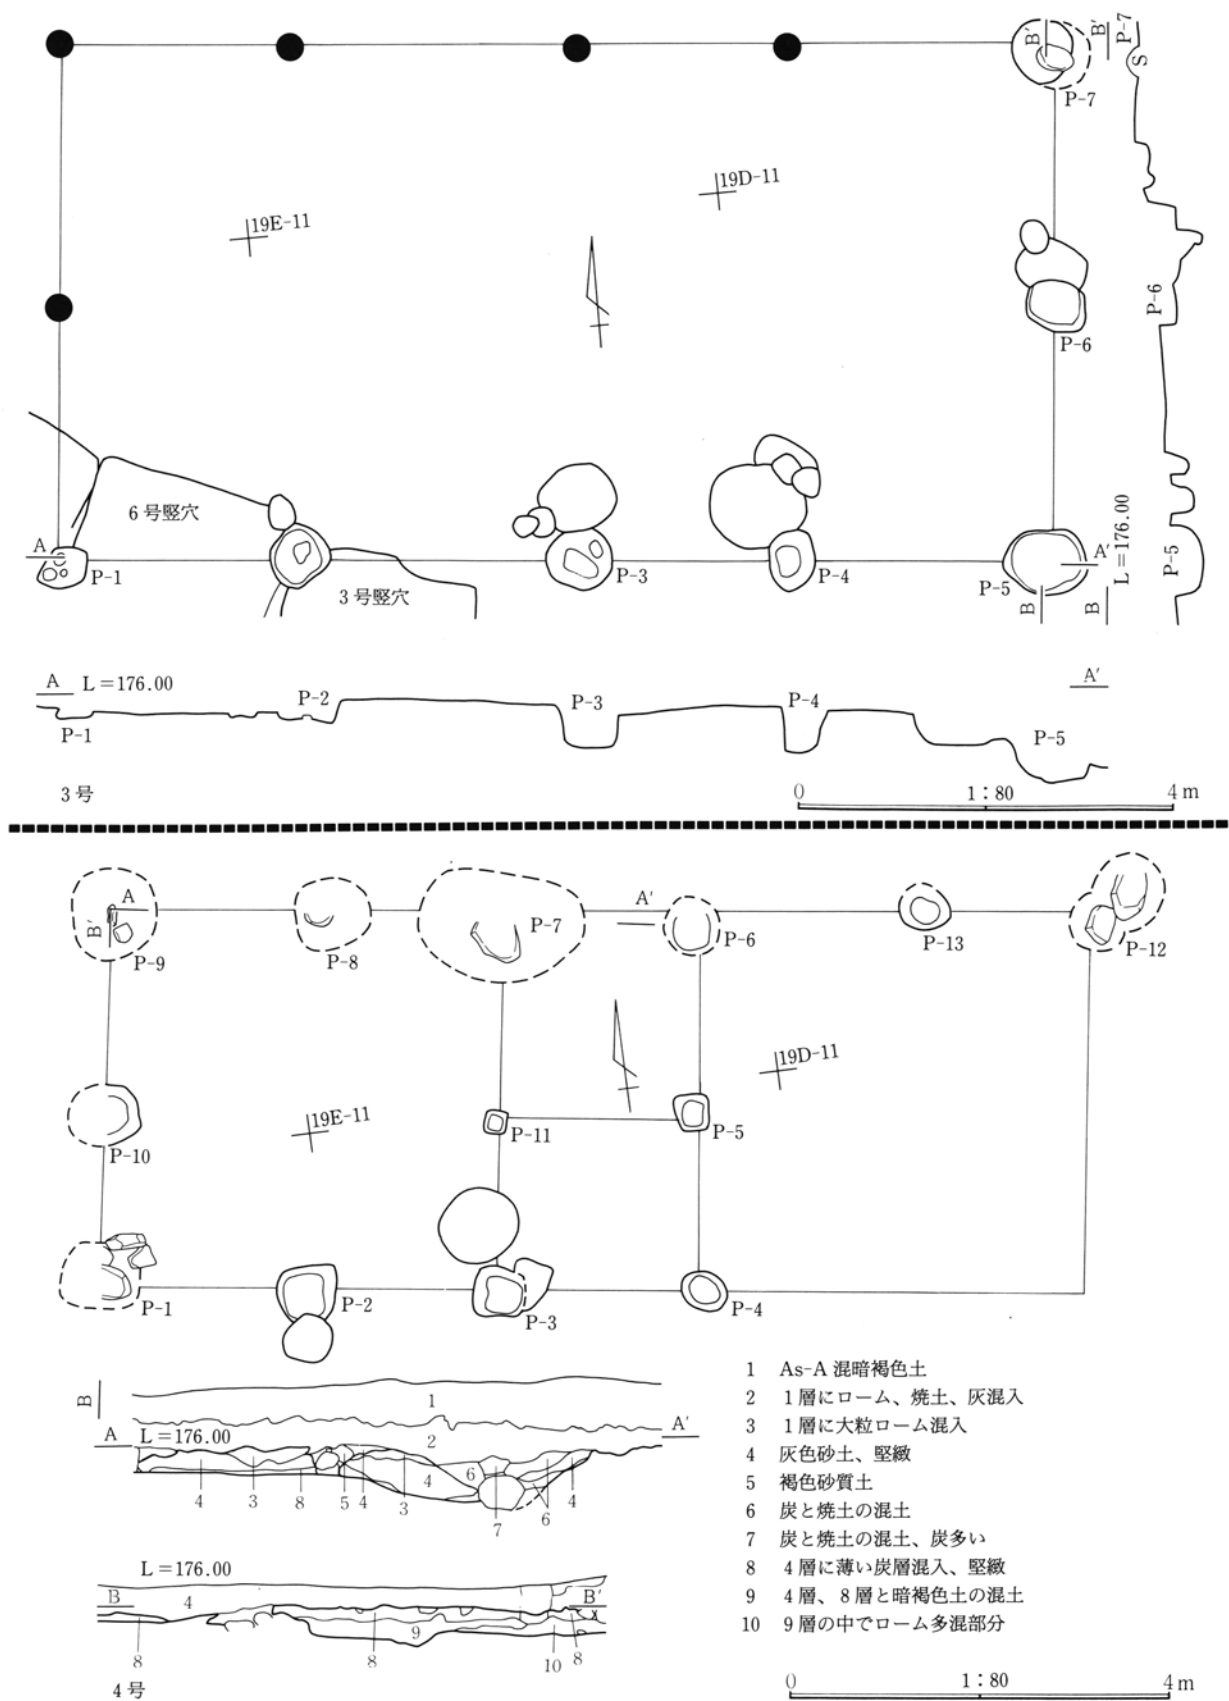 B'
B'
P-7
S
P-7
19D-11
19E-11
P-6
P-6
6号竪穴
A
P-1
3号竪穴
P-3
P-4
P-5
A'
B
B
L=176.00
P-5
A L=176.00
A'
P-1
P-2
P-3
P-4
P-5
3号
0 1:80 4m
A
B'
P-9
P-8
P-7
A'
P-6
P-13
P-12
19D-11
19E-11
P-10
P-11
P-5
P-1
P-2
P-3
P-4
B
1
A L=176.00
2
A'
4
6
4 3 8 5 4 3 7 6 4
L=176.00
B
4
B'
9
8 8 10 8
4号
1 As-A 混暗褐色土
2 1層にローム、焼土、灰混入
3 1層に大粒ローム混入
4 灰色砂土、堅緻
5 褐色砂質土
6 炭と焼土の混土
7 炭と焼土の混土、炭多い
8 4層に薄い炭層混入、堅緻
9 4層、8層と暗褐色土の混土
10 9層の中でローム多混部分
0 1:80 4m